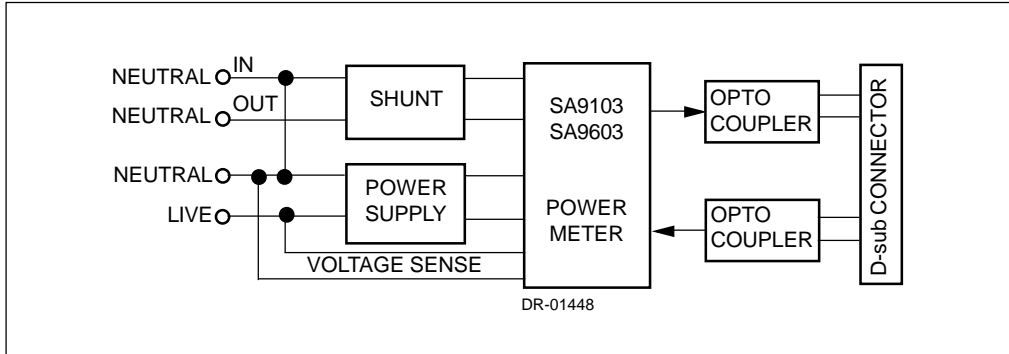 NEUTRAL IN
NEUTRAL OUT
NEUTRAL
LIVE
SHUNT
POWER
SUPPLY
VOLTAGE SENSE
SA9103
SA9603
POWER
METER
DR-01448
OPTO
COUPLER
OPTO
COUPLER
D-sub CONNECTOR